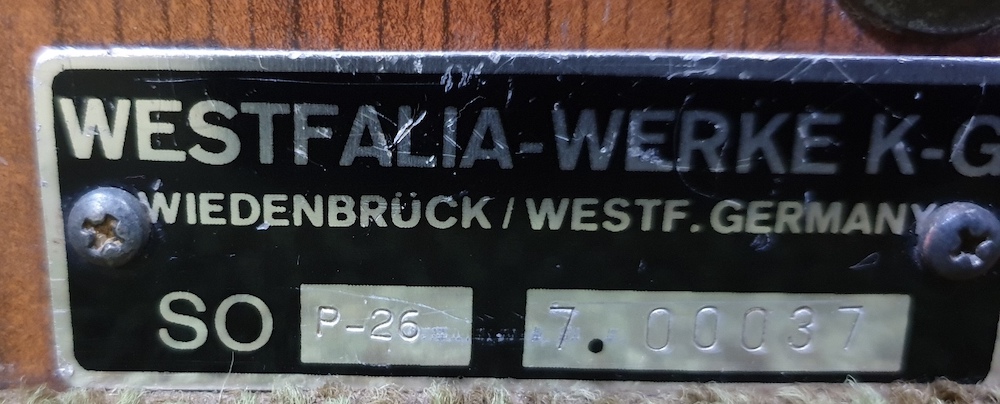 WESTFALIA-WERKE K-G
WIEDENBRÜCK / WESTF. GERMANY
SO P-26 7.00037